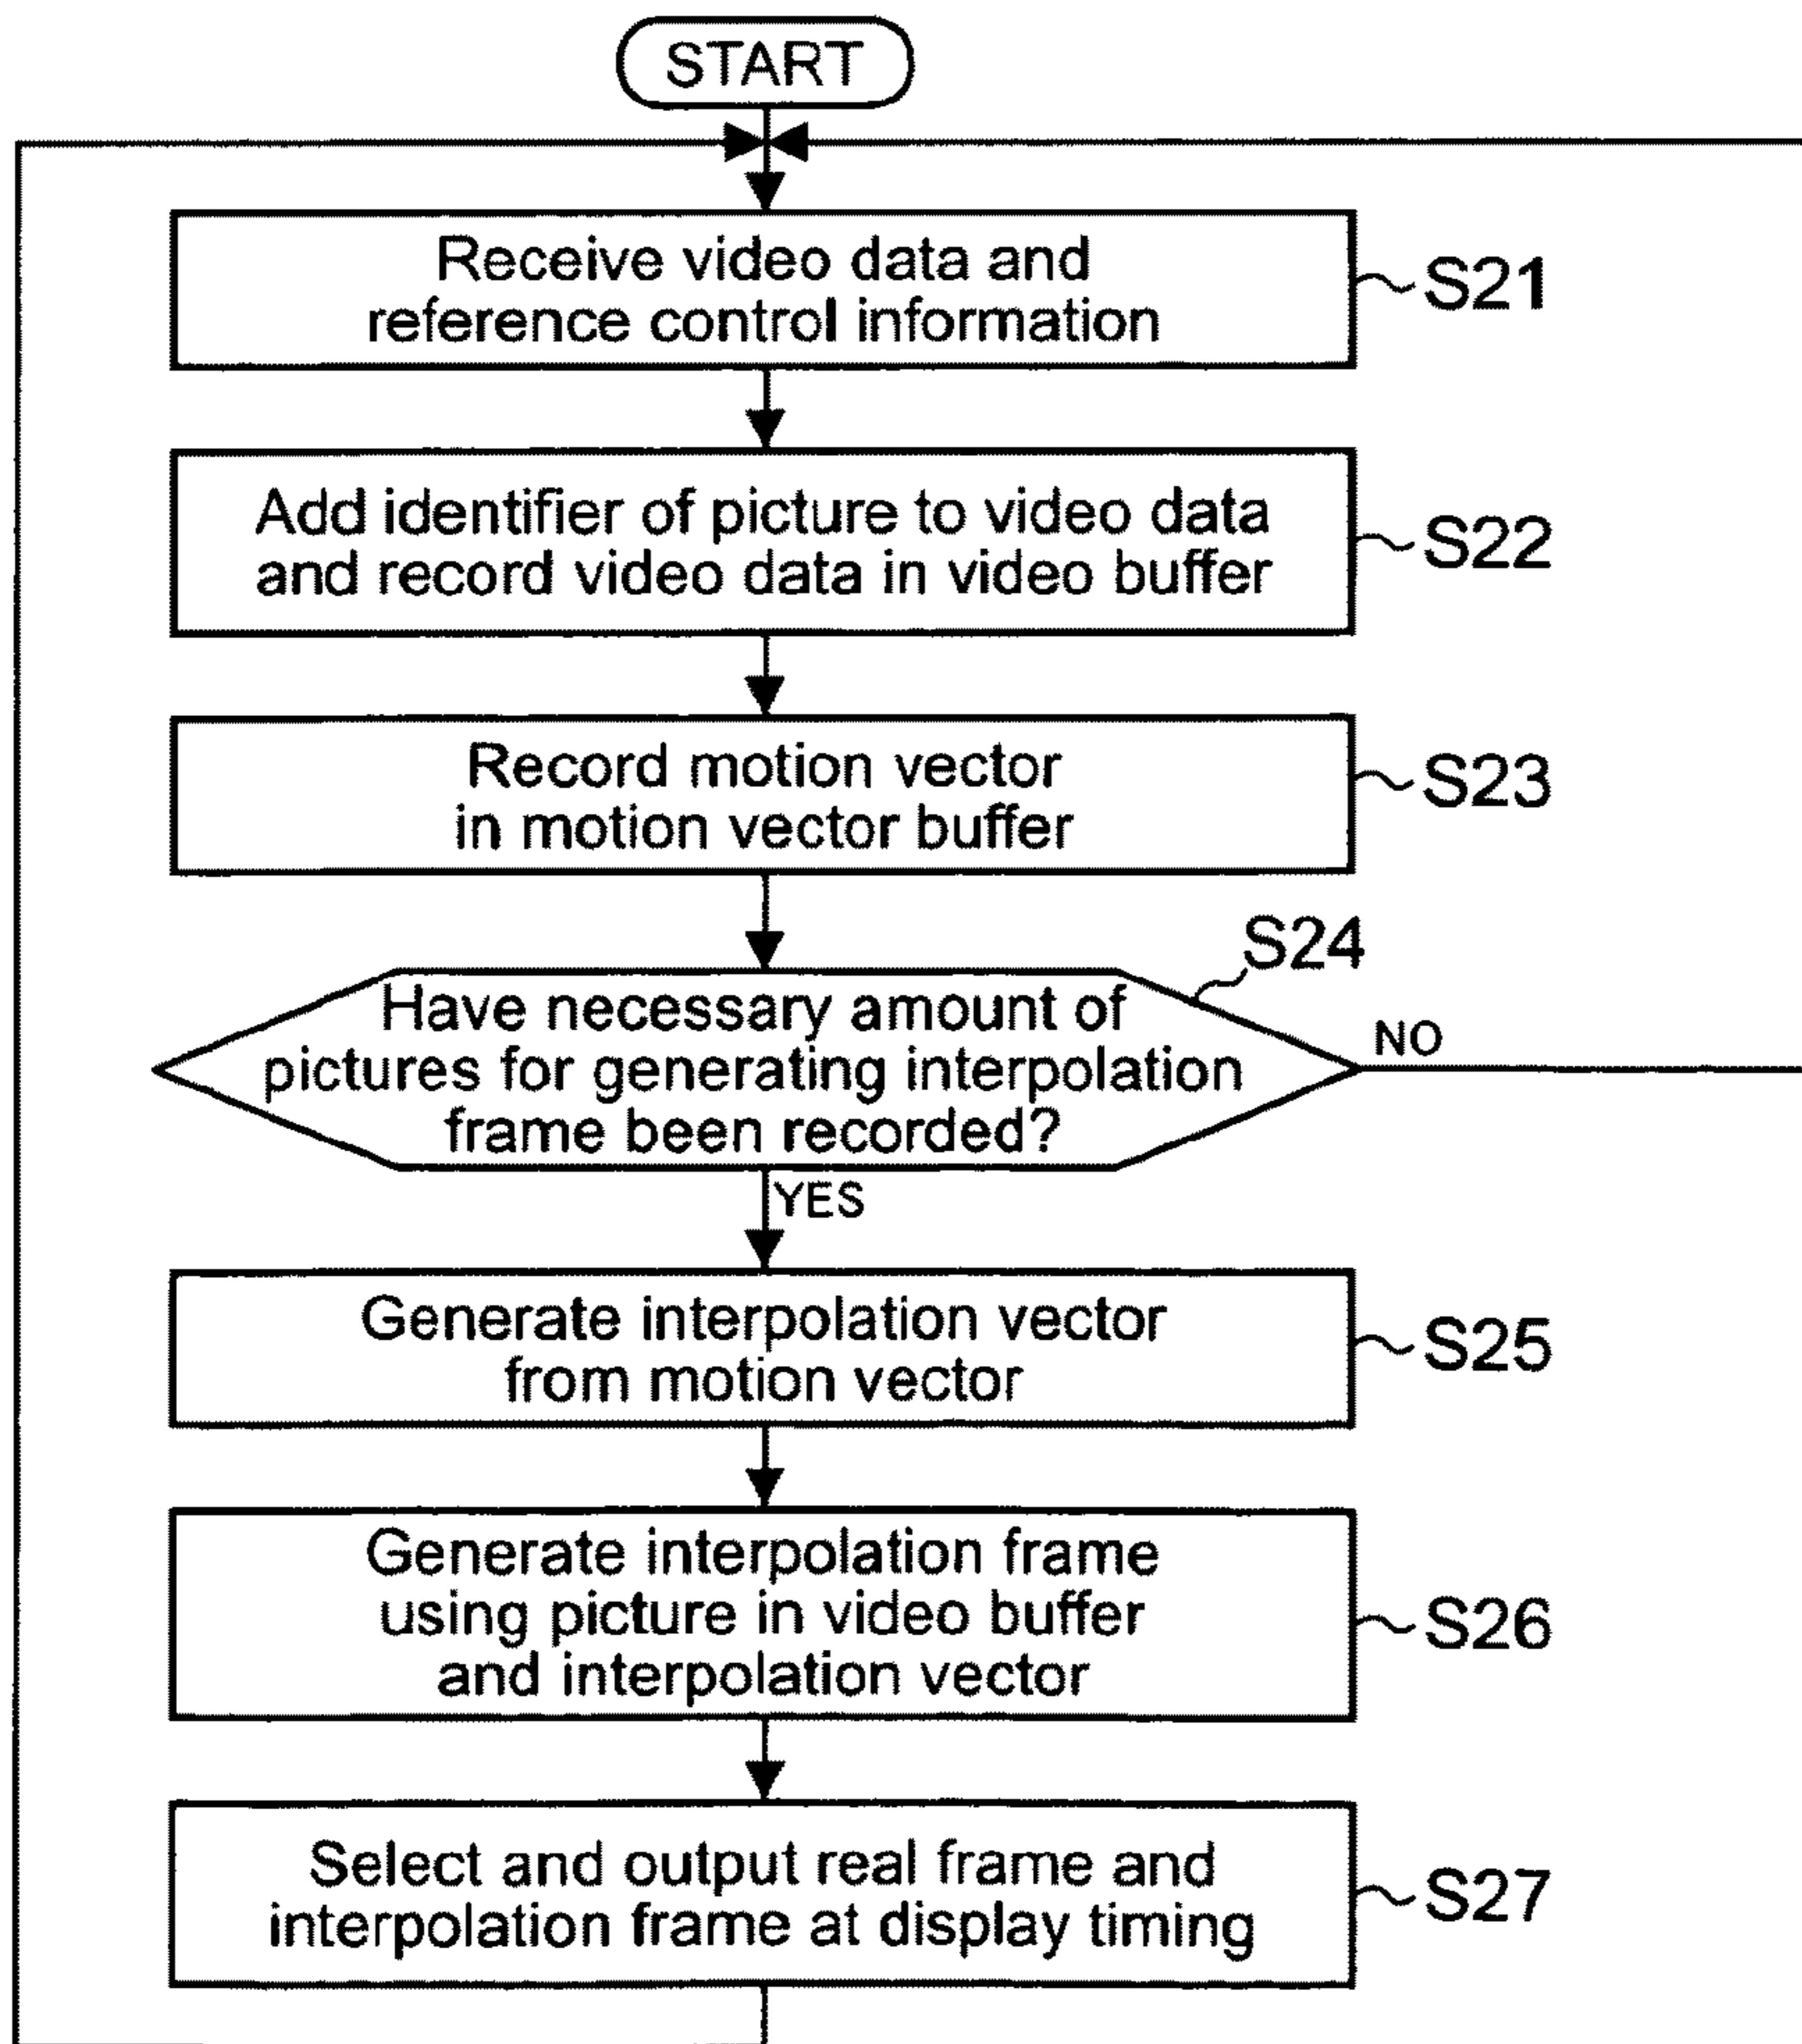 START
Receive video data and
reference control information
S21
Add identifier of picture to video data
and record video data in video buffer
S22
Record motion vector
in motion vector buffer
S23
S24
Have necessary amount of
pictures for generating interpolation
frame been recorded?
NO
YES
Generate interpolation vector
from motion vector
S25
Generate interpolation frame
using picture in video buffer
and interpolation vector
S26
Select and output real frame and
interpolation frame at display timing
S27